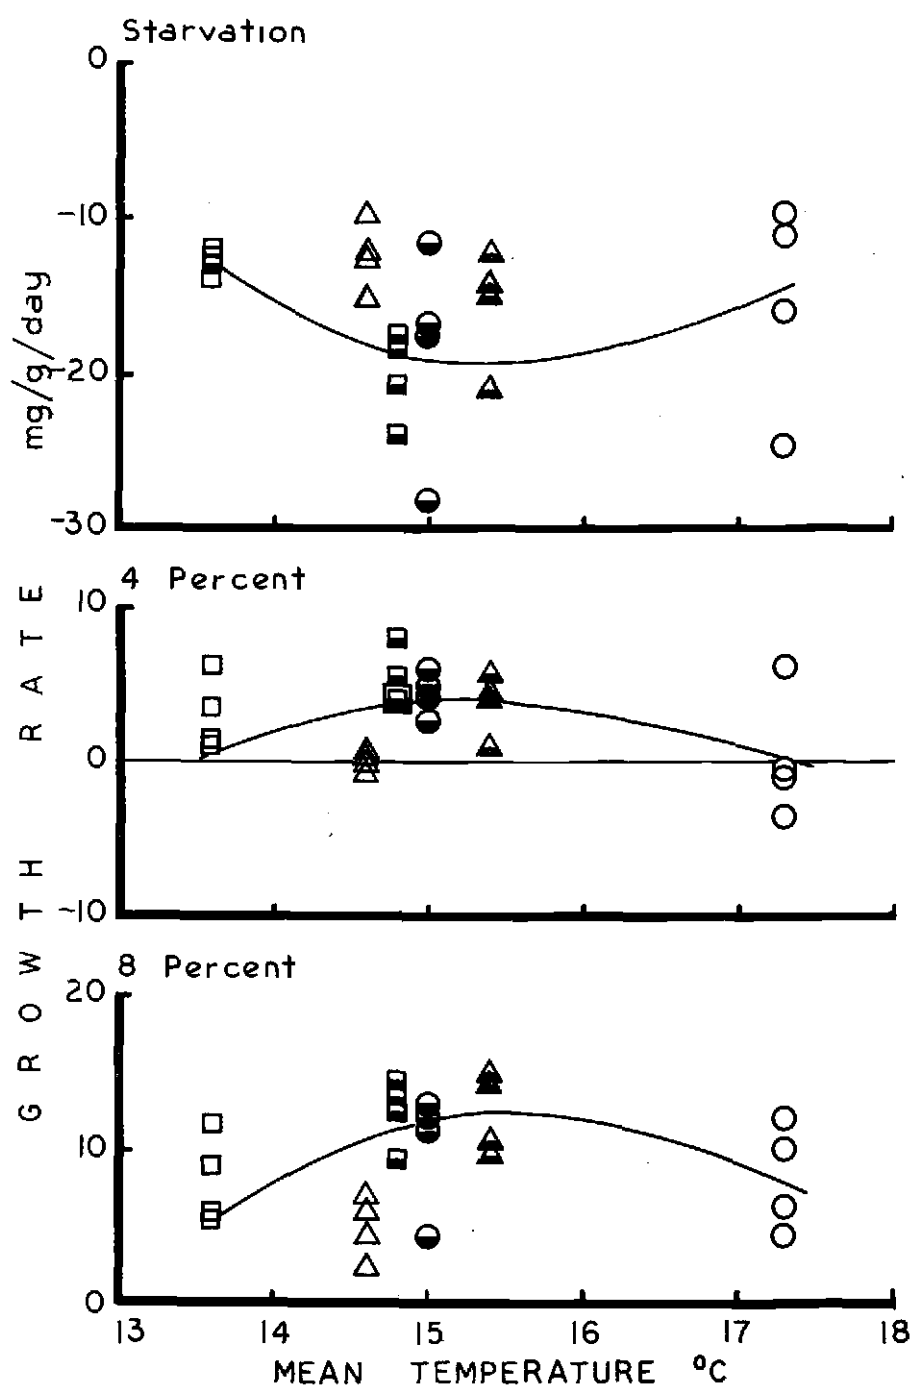 Starvation
0
-10
-20
-30
mg/g/day
4 Percent
10
0
-10
GROWTH RATE
8 Percent
20
10
0
13 14 15 16 17 18
MEAN TEMPERATURE °C